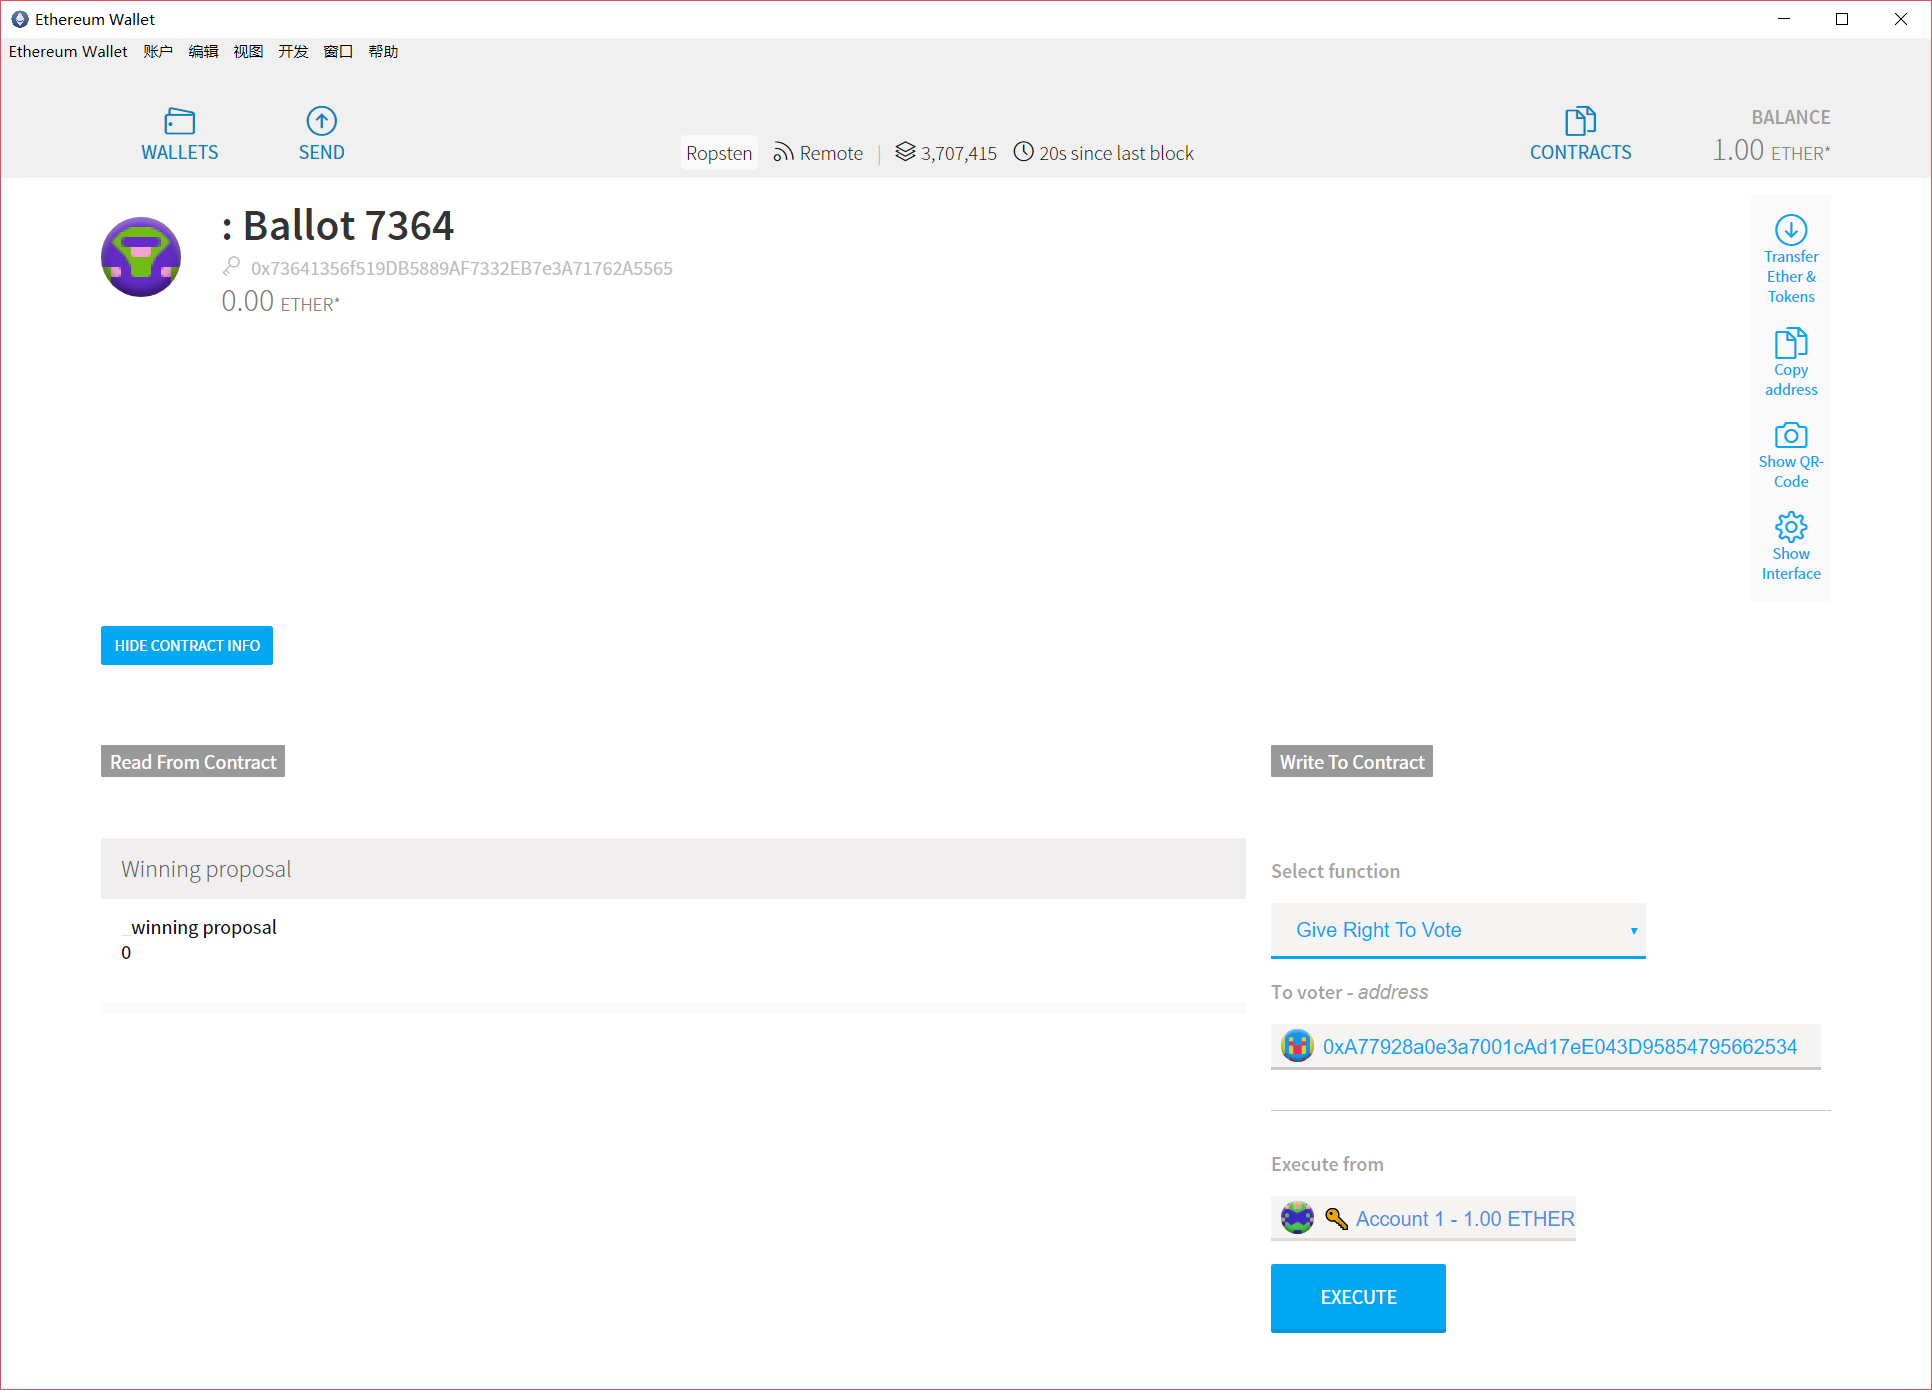 Ethereum Wallet
Ethereum Wallet 账户 编辑 视图 开发 窗口 帮助
WALLETS
SEND
Ropsten Remote | 3,707,415 20s since last block
CONTRACTS
BALANCE
1.00 ETHER*
: Ballot 7364
0x73641356f519DB5889AF7332EB7e3A71762A5565
0.00 ETHER*
Transfer
Ether &
Tokens
Copy
address
Show QR-
Code
Show
Interface
HIDE CONTRACT INFO
Read From Contract
Winning proposal
_winning proposal
0
Write To Contract
Select function
Give Right To Vote
To voter - address
0xA77928a0e3a7001cAd17eE043D95854795662534
Execute from
Account 1 - 1.00 ETHER
EXECUTE